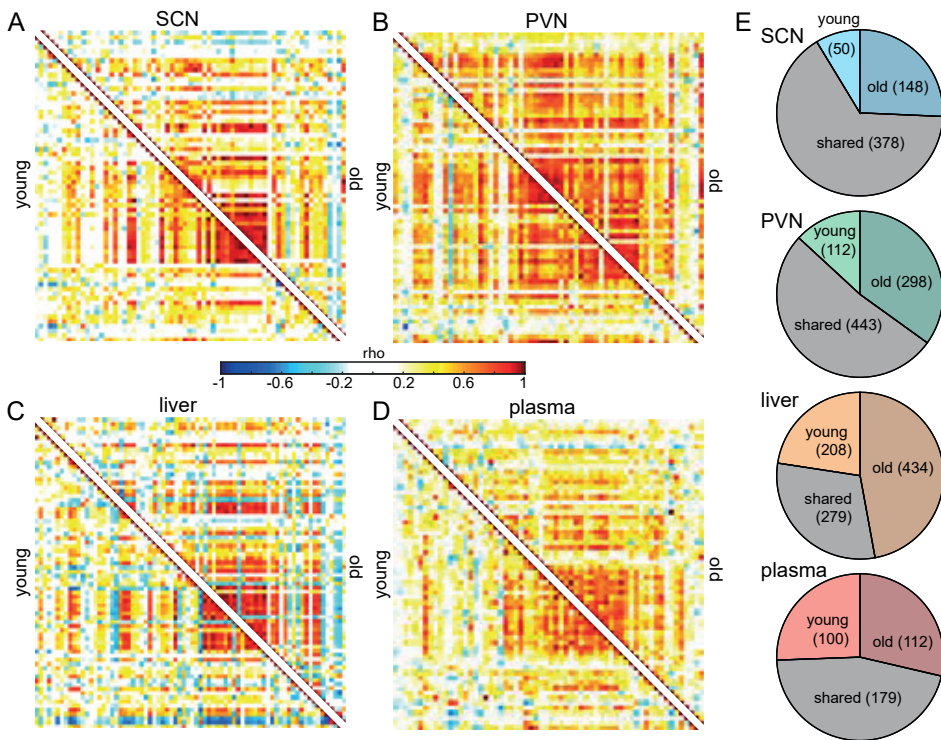 A
SCN
young
old
B
PVN
young
old
rho
-1
-0.6
-0.2
0.2
0.6
1
C
liver
young
old
D
plasma
young
old
E
SCN
young
(50)
old (148)
shared (378)
PVN
young
(112)
old (298)
shared (443)
liver
young
(208)
old (434)
shared
(279)
plasma
young
(100)
old (112)
shared (179)